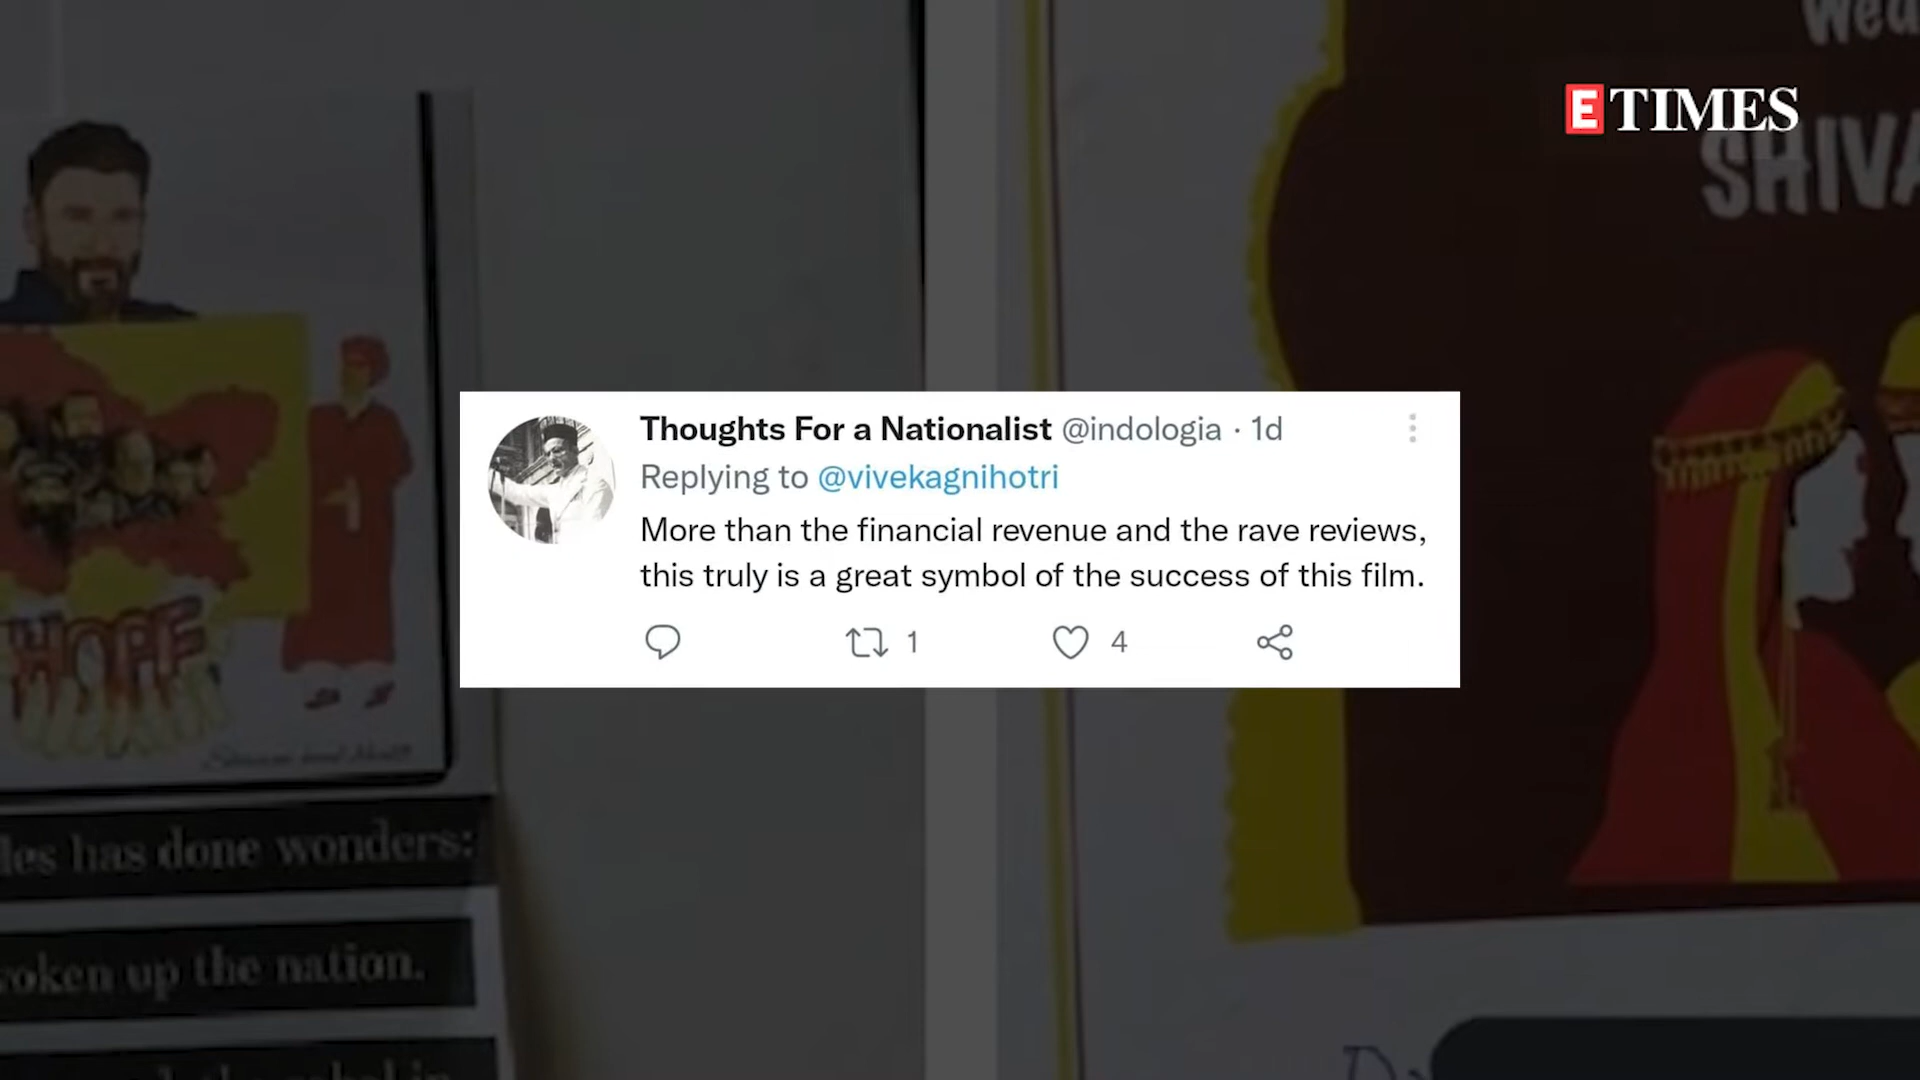 Wed
ETIMES
SHIVA
Thoughts For a Nationalist @indologia · 1d
Replying to @vivekagnihotri
More than the financial revenue and the rave reviews,
this truly is a great symbol of the success of this film.
1 4
HOPE
les has done wonders:
voken up the nation.